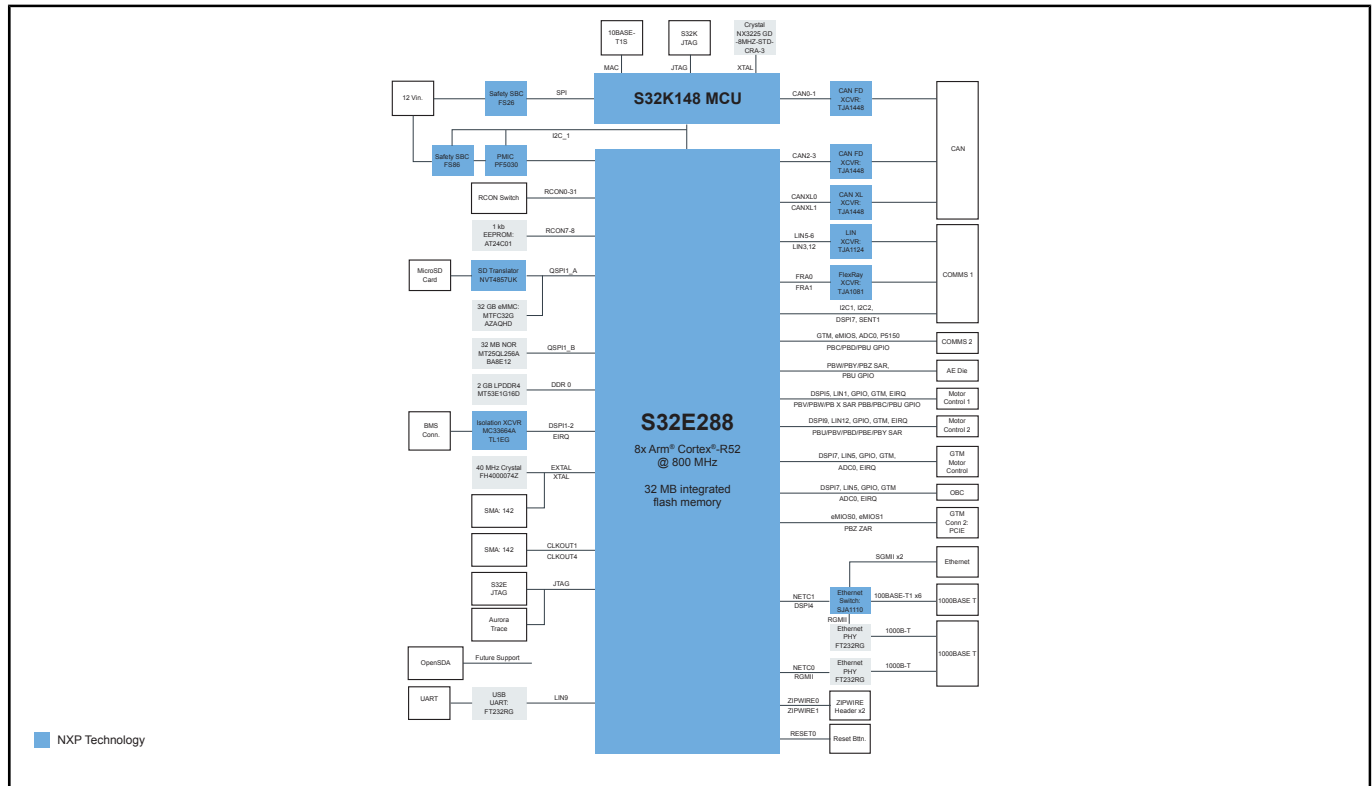 10BASE-
T1S
S32K
JTAG
Crystal
NX3225 GD
-8MHZ-STD-
CRA-3
MAC
JTAG
XTAL
12 Vin.
Safety SBC
FS26
SPI
S32K148 MCU
CAN0-1
CAN FD
XCVR:
TJA1448
CAN
I2C_1
Safety SBC
FS86
PMIC
PF5030
CAN2-3
CAN FD
XCVR:
TJA1448
RCON Switch
RCON0-31
CANXL0
CANXL1
CAN XL
XCVR:
TJA1448
1 kb
EEPROM:
AT24C01
RCON7-8
LIN5-6
LIN3,12
LIN
XCVR:
TJA1124
COMMS 1
MicroSD
Card
SD Translator
NVT4857UK
QSPI1_A
FRA0
FRA1
FlexRay
XCVR:
TJA1081
32 GB eMMC:
MTFC32G
AZAQHD
I2C1, I2C2,
DSPI7, SENT1
32 MB NOR
MT25QL256A
BA8E12
QSPI1_B
GTM, eMIOS, ADC0, P5150
PBC/PBD/PBU GPIO
COMMS 2
PBW/PBY/PBZ SAR,
PBU GPIO
AE Die
2 GB LPDDR4
MT53E1G16D
DDR 0
DSPI5, LIN1, GPIO, GTM, EIRQ
PBV/PBW/PB X SAR PBB/PBC/PBU GPIO
Motor
Control 1
BMS
Conn.
Isolation XCVR
MC33664A
TL1EG
DSPI1-2
EIRQ
S32E288
8x Arm® Cortex®-R52
@ 800 MHz
32 MB integrated
flash memory
DSPI9, LIN12, GPIO, GTM, EIRQ
PBU/PBV/PBD/PBE/PBY SAR
Motor
Control 2
40 MHz Crystal
FH4000074Z
EXTAL
XTAL
DSPI7, LIN5, GPIO, GTM,
ADC0, EIRQ
GTM
Motor
Control
SMA: 142
DSPI7, LIN5, GPIO, GTM
ADC0, EIRQ
OBC
eMIOS0, eMIOS1
PBZ ZAR
GTM
Conn 2:
PCIE
SMA: 142
CLKOUT1
CLKOUT4
SGMII x2
Ethernet
S32E
JTAG
JTAG
NETC1
DSPI4
Ethernet
Switch:
SJA1110
100BASE-T1 x6
1000BASE T
Aurora
Trace
RGMII
Ethernet
PHY
FT232RG
1000B-T
1000BASE T
OpenSDA
Future Support
NETC0
RGMII
Ethernet
PHY
FT232RG
1000B-T
UART
USB
UART:
FT232RG
LIN9
ZIPWIRE0
ZIPWIRE1
ZIPWIRE
Header x2
RESET0
Reset Bttn.
NXP Technology